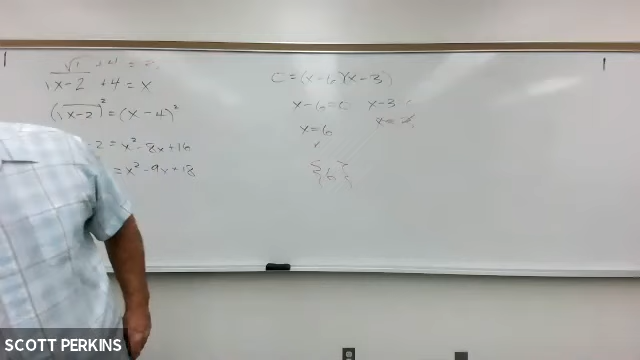 √x-2 +4 = x
(√x-2)² = (x-4)²
-2 = x²-8x+16
= x²-9x+18
0 = (x-6)(x-3)
x-6=0 x-3
x=6
{6}
SCOTT PERKINS